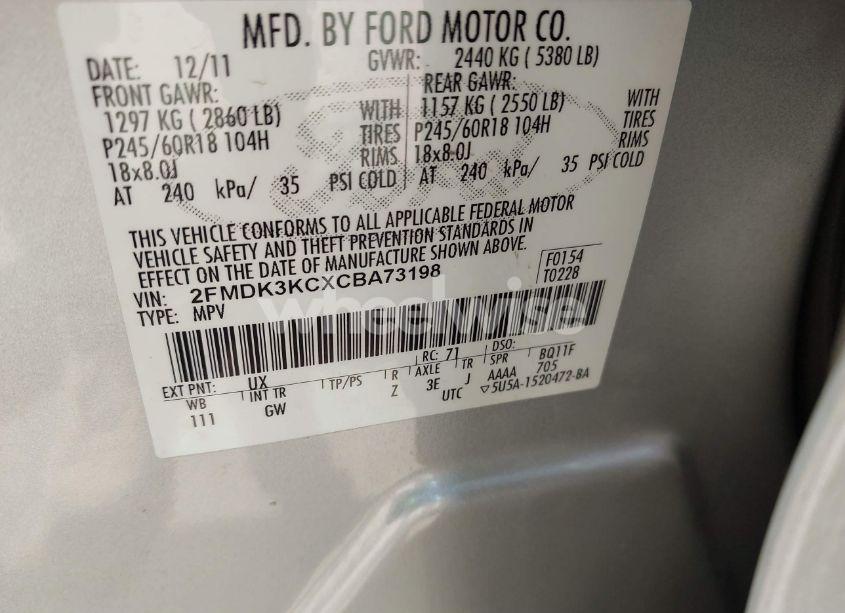 MFD. BY FORD MOTOR CO.
DATE: 12/11 GVWR: 2440 KG ( 5380 LB)
FRONT GAWR: REAR GAWR:
1297 KG ( 2860 LB) WITH 1157 KG ( 2550 LB) WITH
P245/60R18 104H TIRES P245/60R18 104H TIRES
18x8.0J RIMS 18x8.0J RIMS
AT 240 kPa/ 35 PSI COLD AT 240 kPa/ 35 PSI COLD
THIS VEHICLE CONFORMS TO ALL APPLICABLE FEDERAL MOTOR
VEHICLE SAFETY AND THEFT PREVENTION STANDARDS IN
EFFECT ON THE DATE OF MANUFACTURE SHOWN ABOVE.
VIN: 2FMDK3KCXCBA73198 F0154
TYPE: MPV T0228
wheelwise
EXT PNT: UX RC: 71 DSO: BQ11F
WB INT TR TP/PS R AXLE TR SPR 705
111 GW Z 3E J AAAA
UTC ▽5U5A-1520472-BA